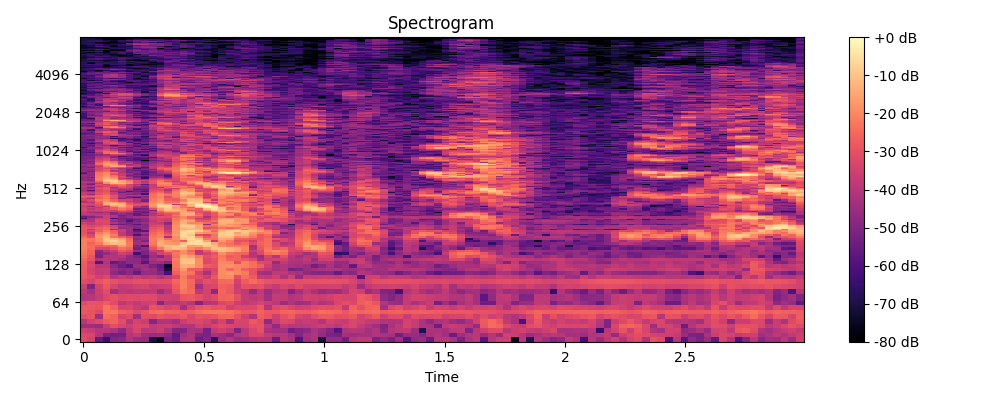 Spectrogram
Hz
4096
2048
1024
512
256
128
64
0
0
0.5
1
1.5
2
2.5
Time
+0 dB
-10 dB
-20 dB
-30 dB
-40 dB
-50 dB
-60 dB
-70 dB
-80 dB